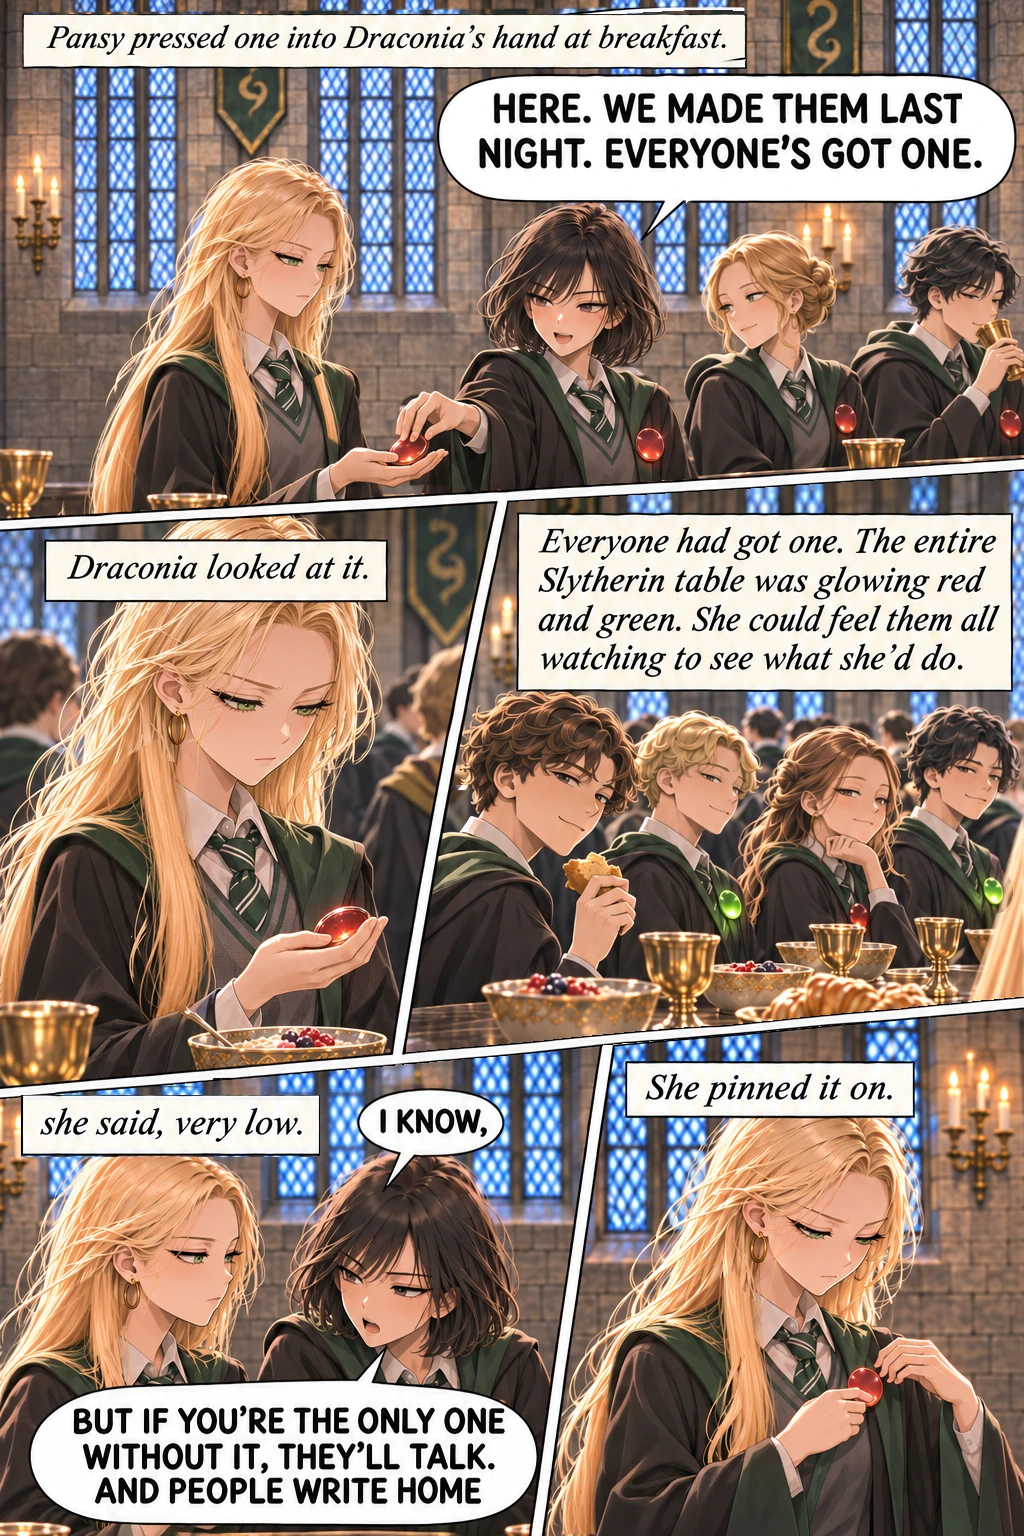 Pansy pressed one into Draconia's hand at breakfast.
HERE. WE MADE THEM LAST
NIGHT. EVERYONE'S GOT ONE.
Draconia looked at it.
Everyone had got one. The entire
Slytherin table was glowing red
and green. She could feel them all
watching to see what she'd do.
I KNOW,
she said, very low.
BUT IF YOU'RE THE ONLY ONE
WITHOUT IT, THEY'LL TALK.
AND PEOPLE WRITE HOME
She pinned it on.